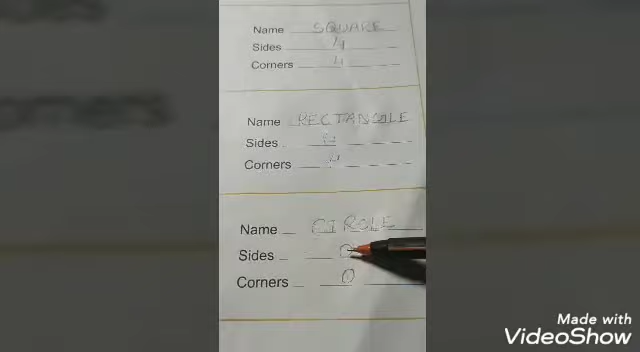 Name SQUARE
Sides 4
Corners 4
Name RECTANGLE
Sides 4
Corners 4
Name CIRCLE
Sides 0
Corners 0
Made with
VideoShow